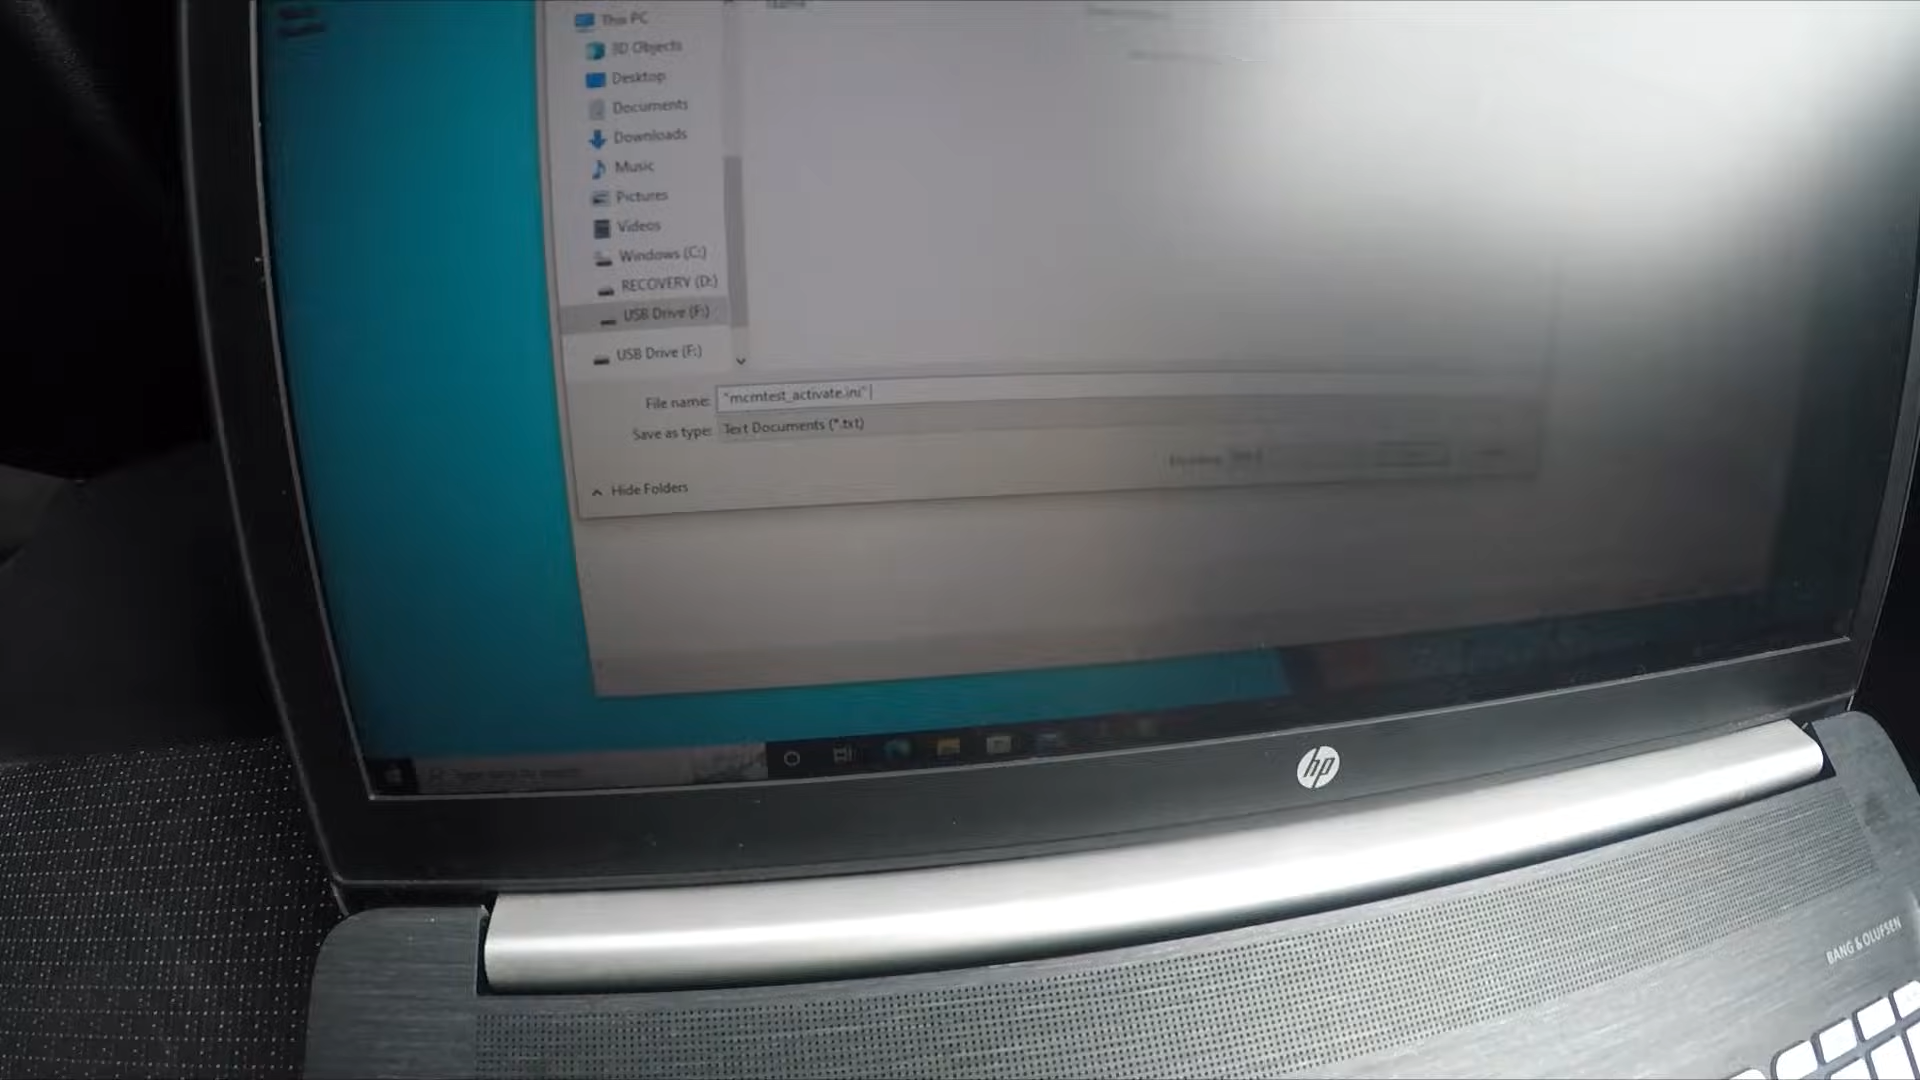 This PC
3D Objects
Desktop
Documents
Downloads
Music
Pictures
Videos
Windows (C:)
RECOVERY (D:)
USB Drive (F:)
USB Drive (F:)
File name: "mcmtest_activate.ini"
Save as type: Text Documents (*.txt)
Hide Folders
hp
BANG & OLUFSEN